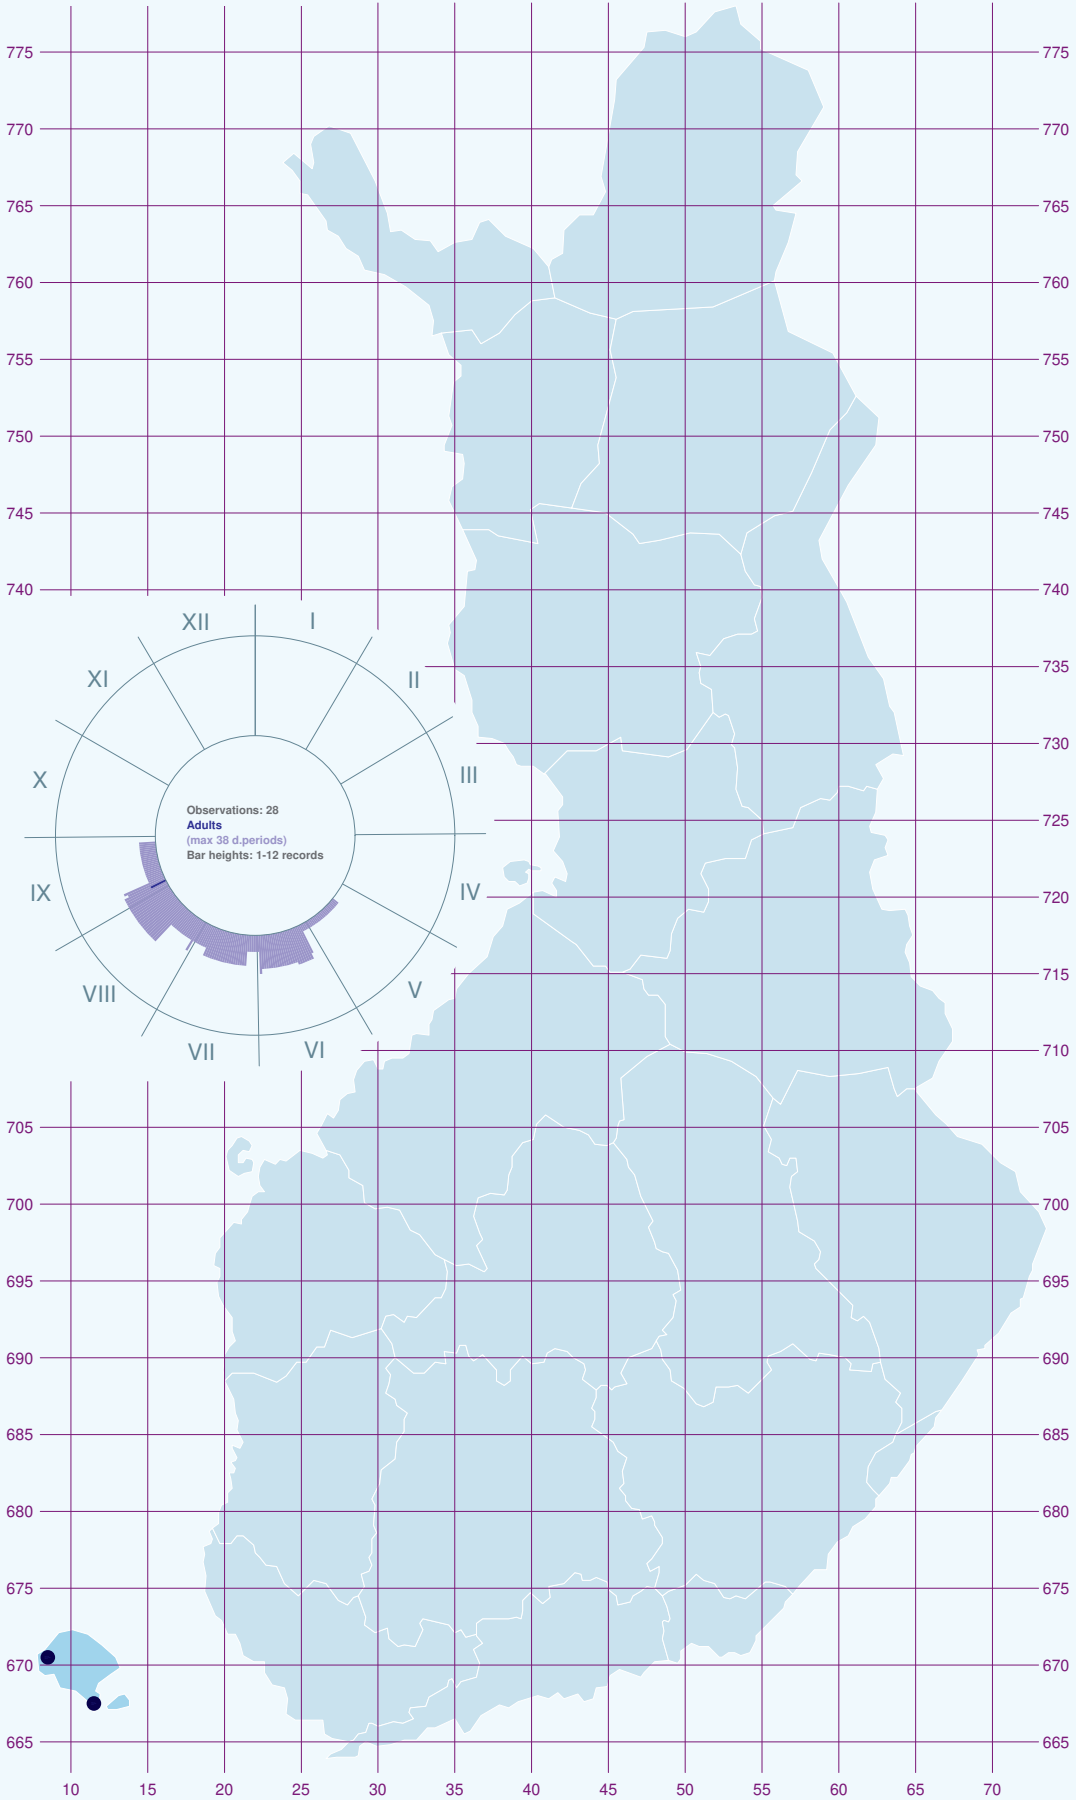 775 775
770 770
765 765
760 760
755 755
750 750
745 745
740 740
XII I
XI II
735
730
X III
725
Observations: 28
Adults
(max 38 d.periods)
Bar heights: 1-12 records
IX IV
720
715
VIII V
VII VI
710
705 705
700 700
695 695
690 690
685 685
680 680
675 675
670 670
665 665
10 15 20 25 30 35 40 45 50 55 60 65 70